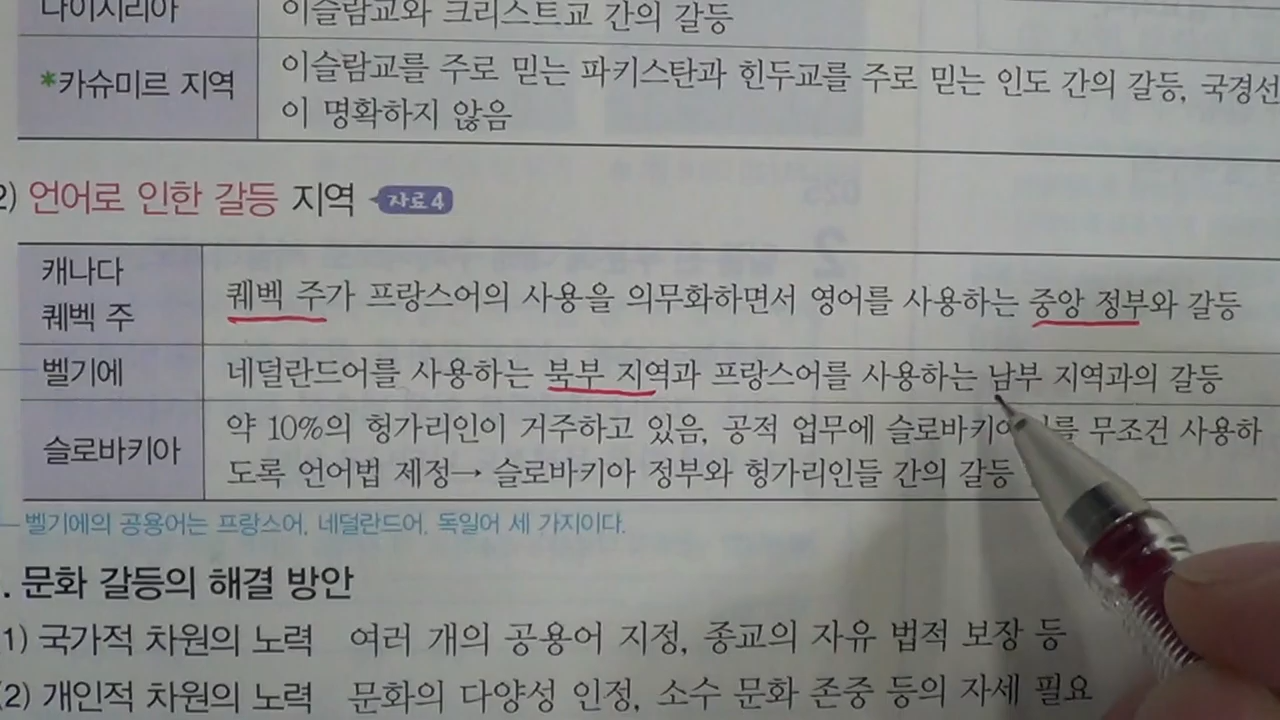 나이지리아 이슬람교와 크리스트교 간의 갈등
*카슈미르 지역 이슬람교를 주로 믿는 파키스탄과 힌두교를 주로 믿는 인도 간의 갈등, 국경선
이 명확하지 않음
2) 언어로 인한 갈등 지역 자료4
캐나다
퀘벡 주
퀘벡 주가 프랑스어의 사용을 의무화하면서 영어를 사용하는 중앙 정부와 갈등
벨기에 네덜란드어를 사용하는 북부 지역과 프랑스어를 사용하는 남부 지역과의 갈등
슬로바키아
약 10%의 헝가리인이 거주하고 있음, 공적 업무에 슬로바키아 를 무조건 사용하
도록 언어법 제정→ 슬로바키아 정부와 헝가리인들 간의 갈등
벨기에의 공용어는 프랑스어, 네덜란드어, 독일어 세 가지이다.
. 문화 갈등의 해결 방안
(1) 국가적 차원의 노력 여러 개의 공용어 지정, 종교의 자유 법적 보장 등
(2) 개인적 차원의 노력 문화의 다양성 인정, 소수 문화 존중 등의 자세 필요